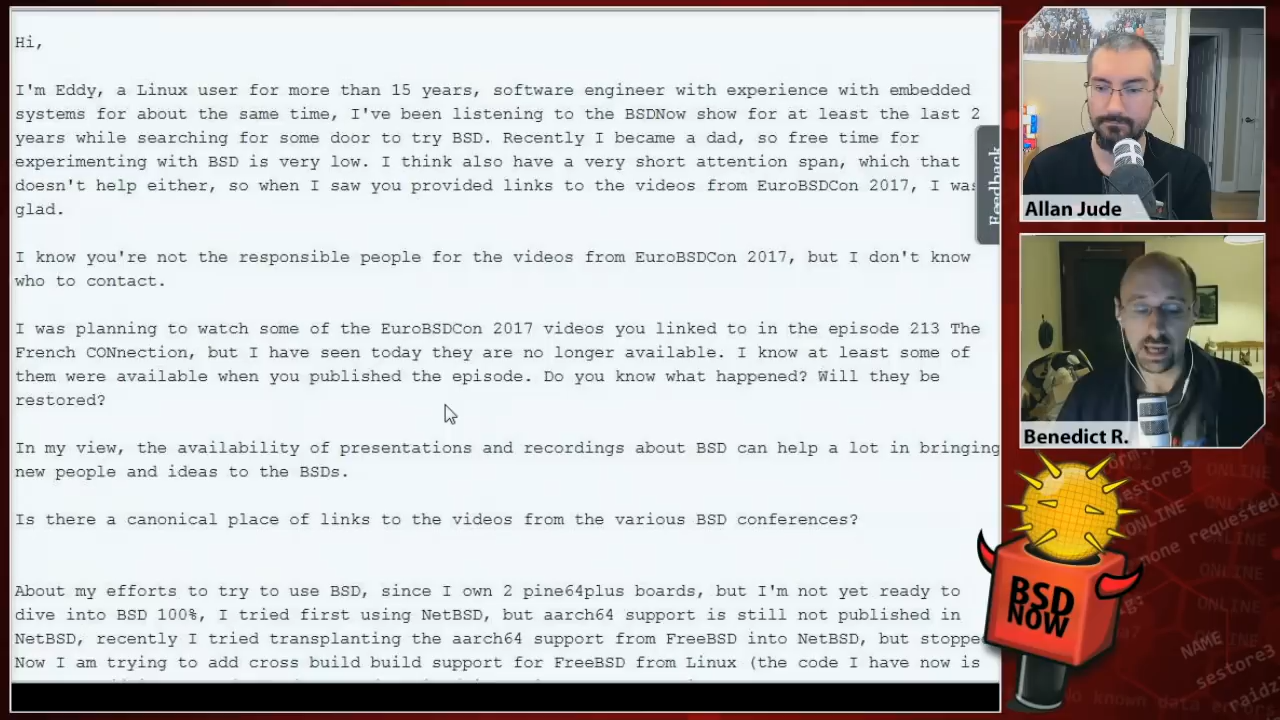 Hi,
I'm Eddy, a Linux user for more than 15 years, software engineer with experience with embedded
systems for about the same time, I've been listening to the BSDNow show for at least the last 2
years while searching for some door to try BSD. Recently I became a dad, so free time for
experimenting with BSD is very low. I think also have a very short attention span, which that
doesn't help either, so when I saw you provided links to the videos from EuroBSDCon 2017, I was
glad.
I know you're not the responsible people for the videos from EuroBSDCon 2017, but I don't know
who to contact.
I was planning to watch some of the EuroBSDCon 2017 videos you linked to in the episode 213 The
French CONnection, but I have seen today they are no longer available. I know at least some of
them were available when you published the episode. Do you know what happened? Will they be
restored?
In my view, the availability of presentations and recordings about BSD can help a lot in bringing
new people and ideas to the BSDs.
Is there a canonical place of links to the videos from the various BSD conferences?
About my efforts to try to use BSD, since I own 2 pine64plus boards, but I'm not yet ready to
dive into BSD 100%, I tried first using NetBSD, but aarch64 support is still not published in
NetBSD, recently I tried transplanting the aarch64 support from FreeBSD into NetBSD, but stoppe
Now I am trying to add cross build build support for FreeBSD from Linux (the code I have now is
Feedback
Allan Jude
Benedict R.
BSD
NOW
ONLINE
sestore3
ONLINE
none requested
ONLINE
ONLINE
NAME
sestore3
raidz
no known data